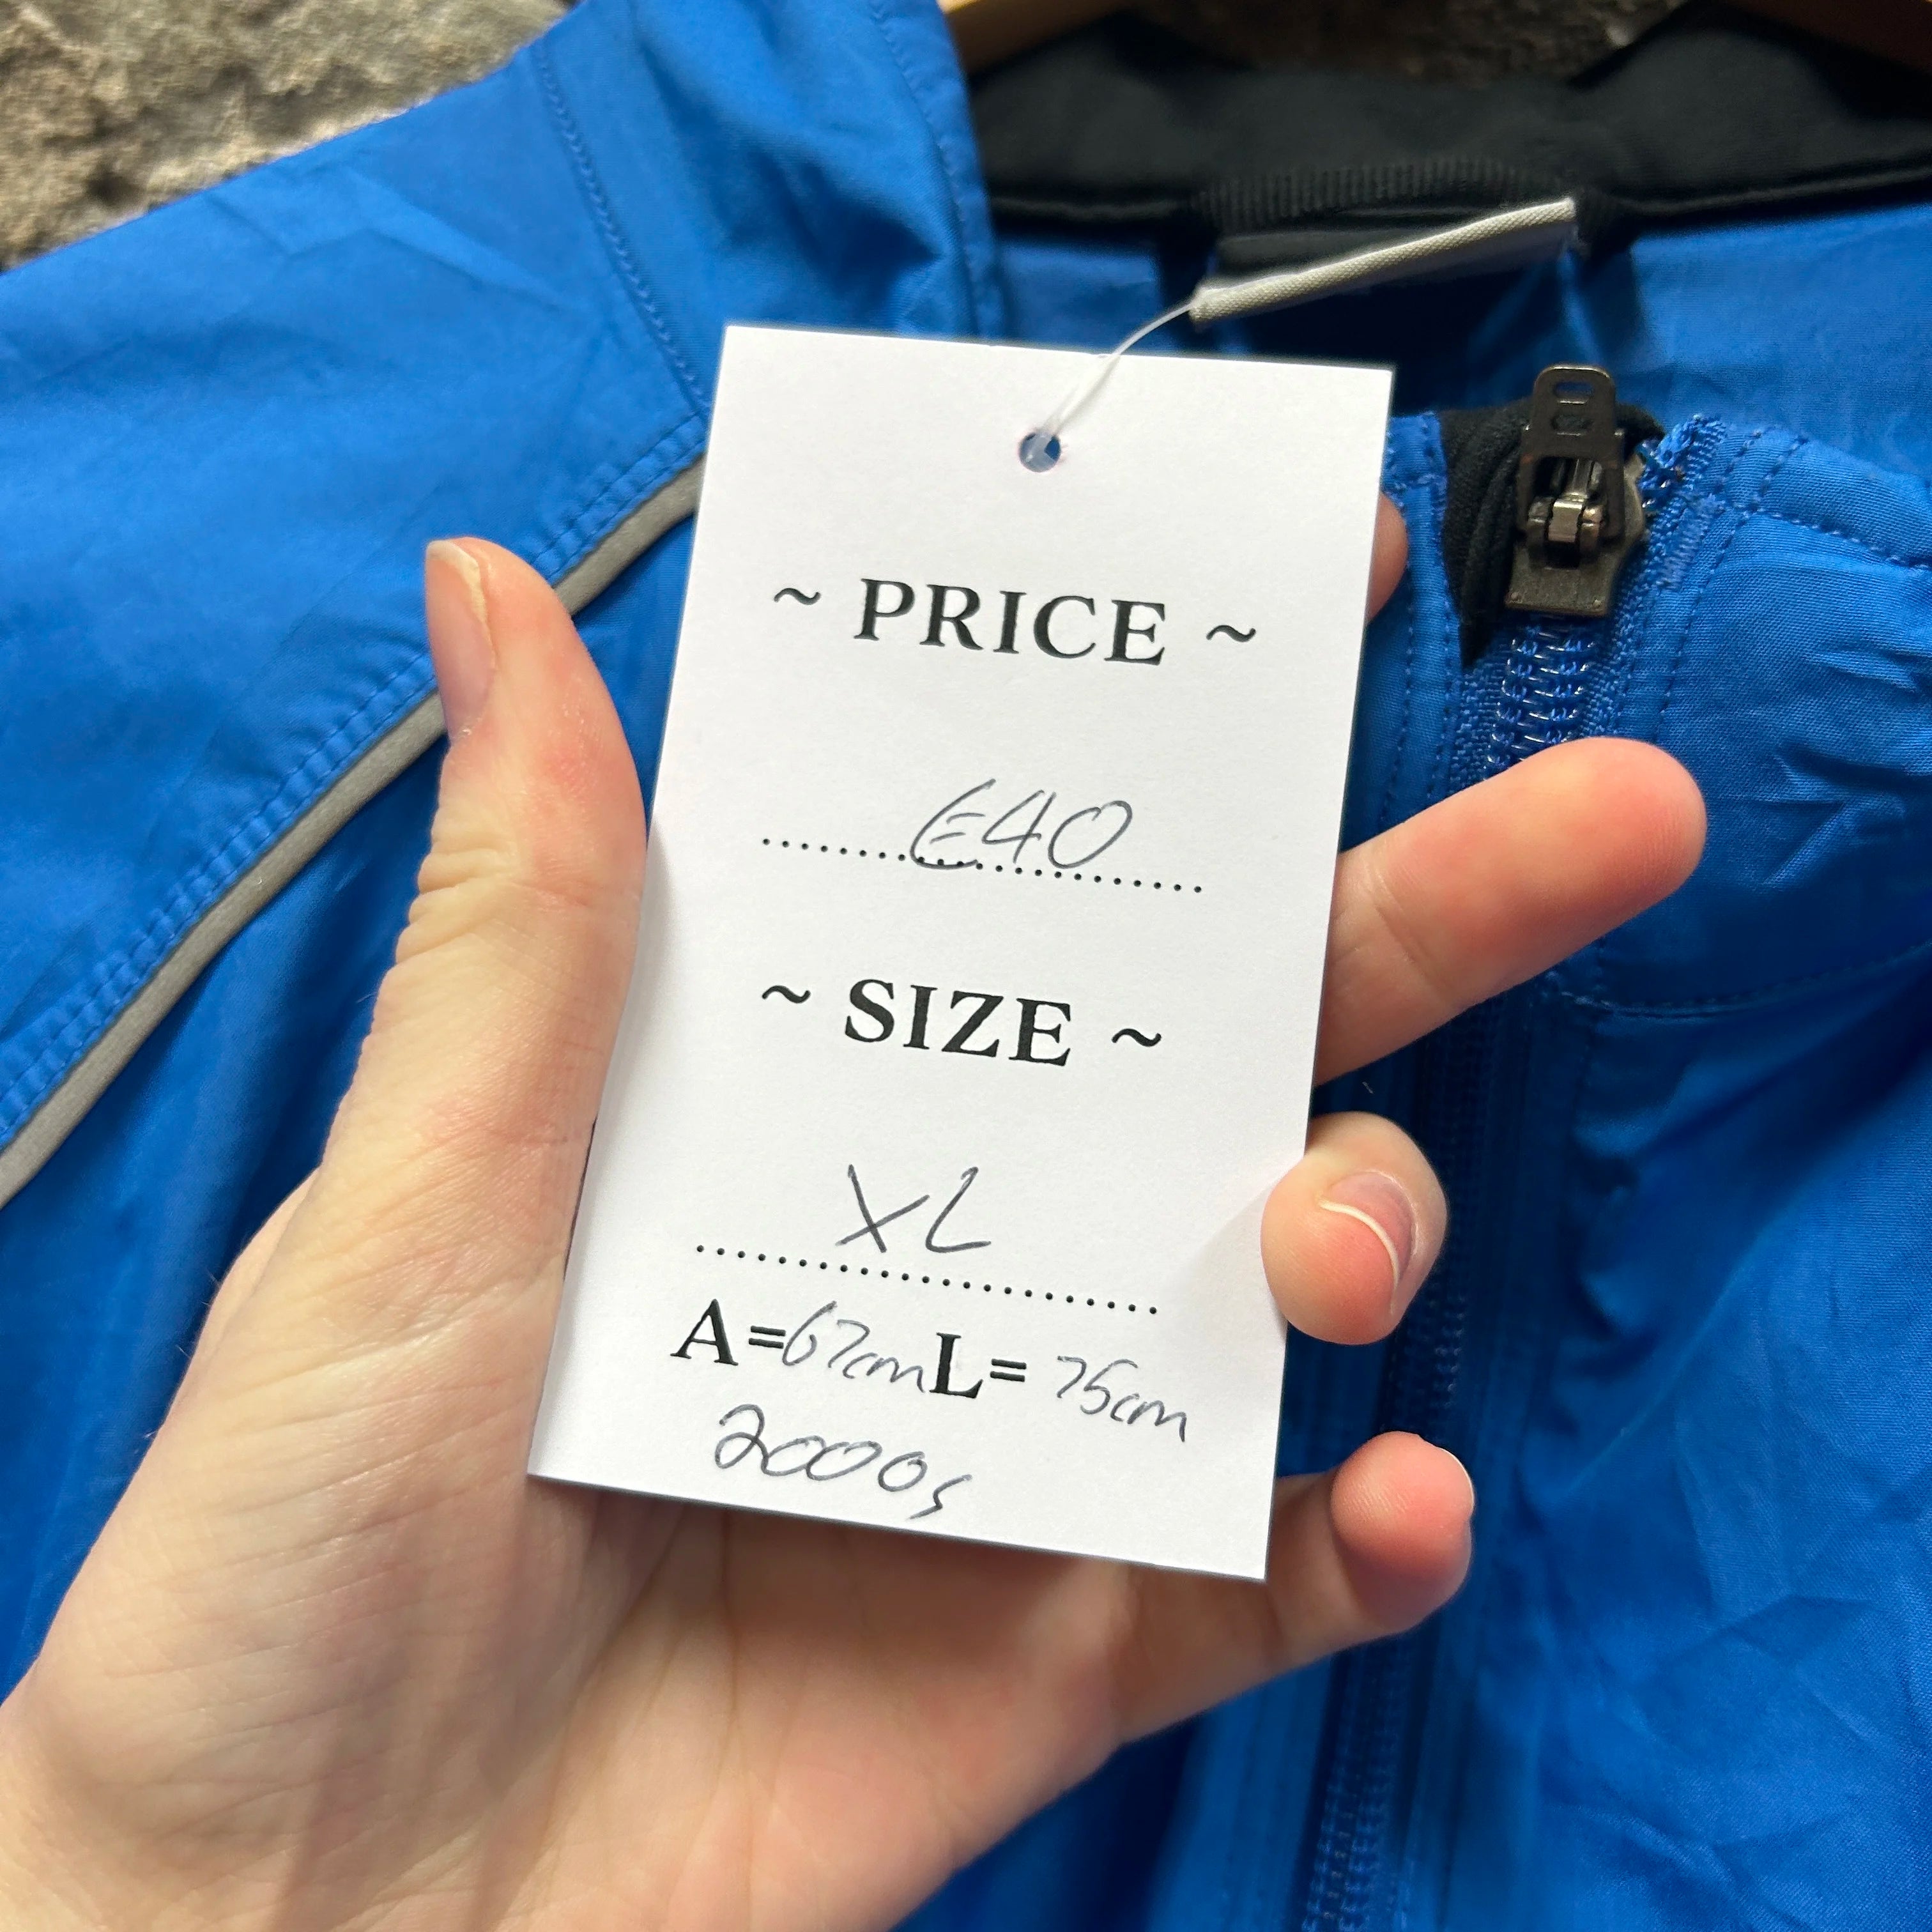 ~ PRICE ~
€40
~ SIZE ~
XL
A=67cm L= 75cm
2000s